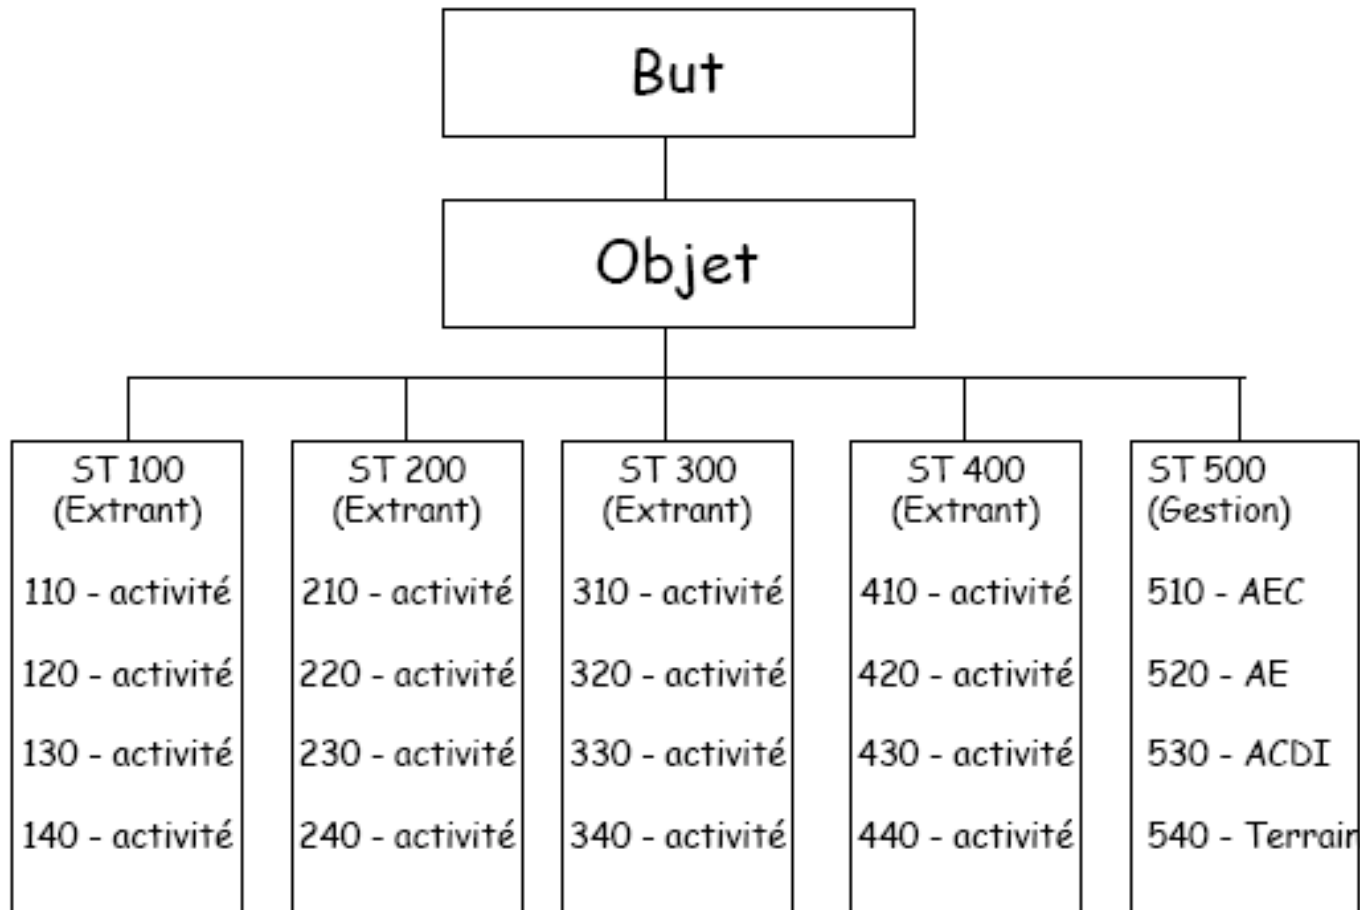 But
Objet
ST 100
(Extrant)
110 - activité
120 - activité
130 - activité
140 - activité
ST 200
(Extrant)
210 - activité
220 - activité
230 - activité
240 - activité
ST 300
(Extrant)
310 - activité
320 - activité
330 - activité
340 - activité
ST 400
(Extrant)
410 - activité
420 - activité
430 - activité
440 - activité
ST 500
(Gestion)
510 - AEC
520 - AE
530 - ACDI
540 - Terrain